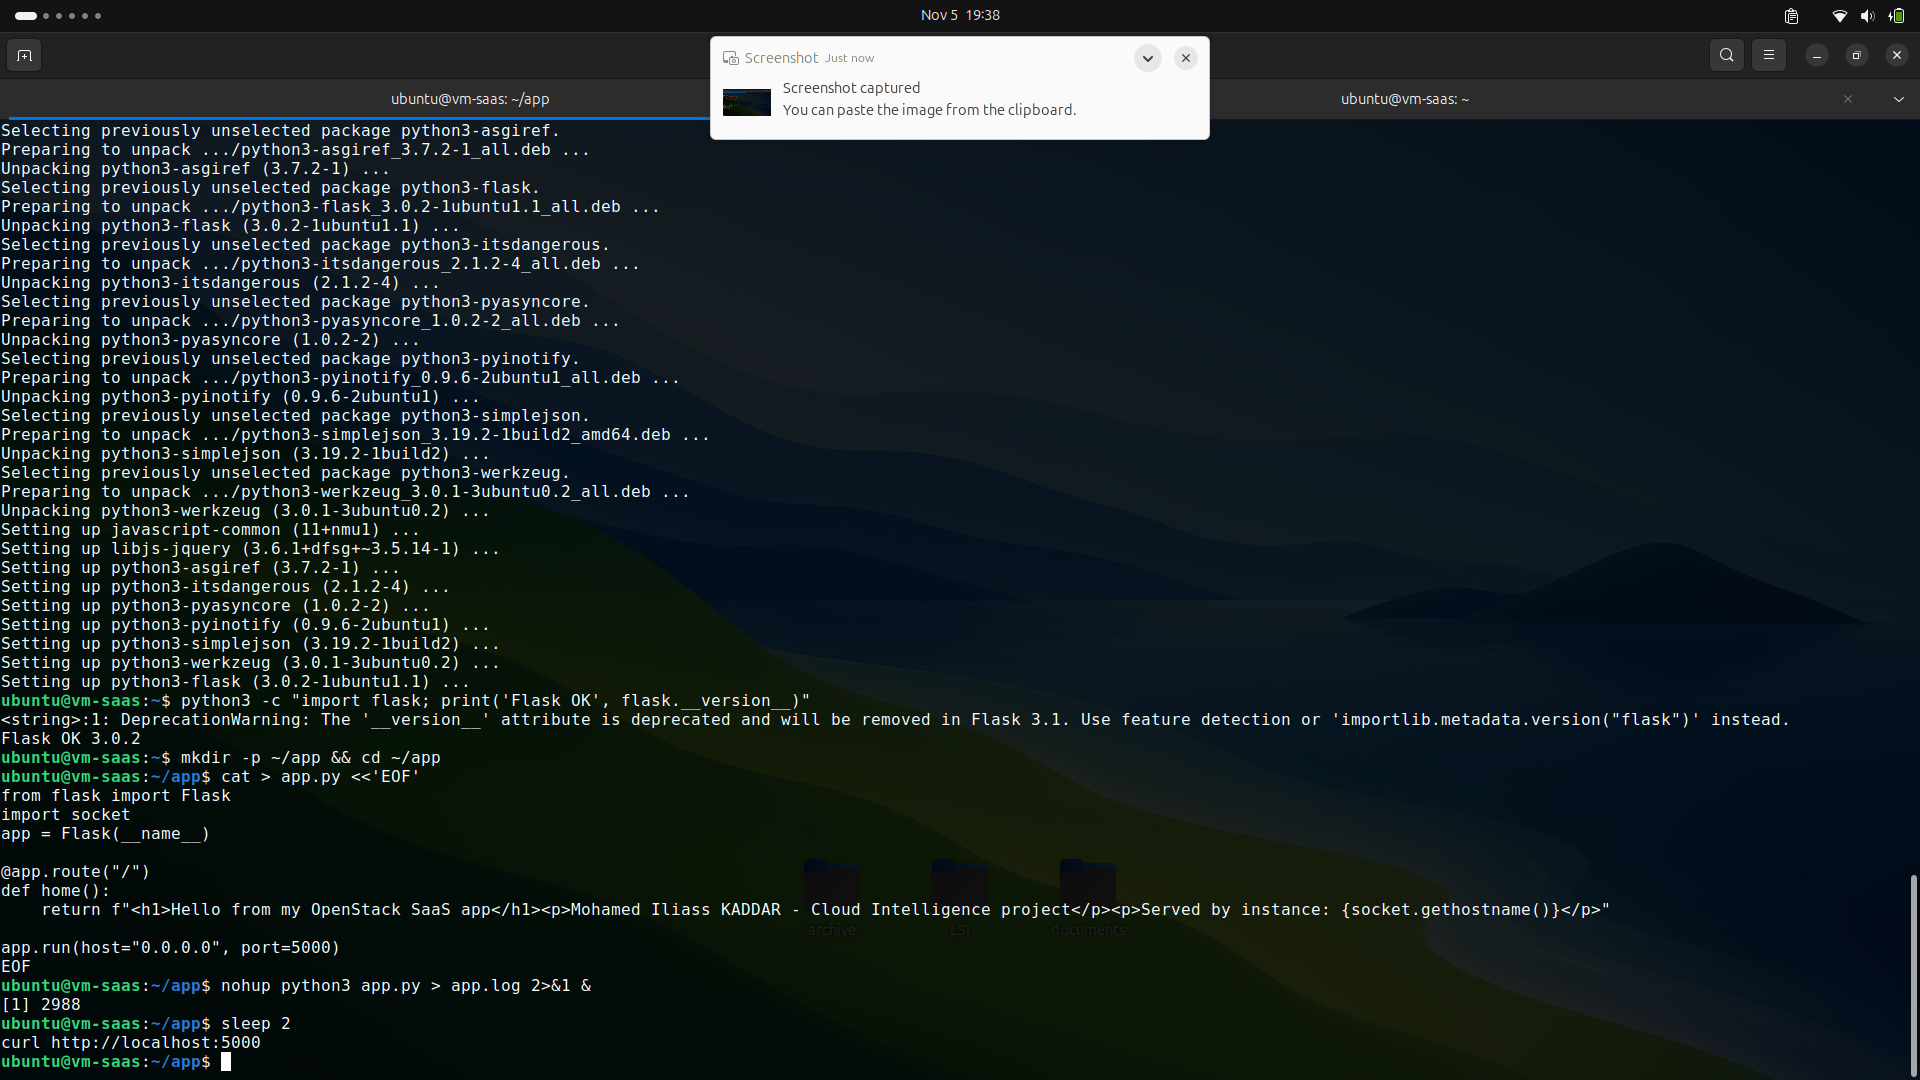 Nov 5 19:38
Screenshot Just now
Screenshot captured
You can paste the image from the clipboard.
ubuntu@vm-saas: ~/app
ubuntu@vm-saas: ~
Selecting previously unselected package python3-asgiref.
Preparing to unpack .../python3-asgiref_3.7.2-1_all.deb ...
Unpacking python3-asgiref (3.7.2-1) ...
Selecting previously unselected package python3-flask.
Preparing to unpack .../python3-flask_3.0.2-1ubuntu1.1_all.deb ...
Unpacking python3-flask (3.0.2-1ubuntu1.1) ...
Selecting previously unselected package python3-itsdangerous.
Preparing to unpack .../python3-itsdangerous_2.1.2-4_all.deb ...
Unpacking python3-itsdangerous (2.1.2-4) ...
Selecting previously unselected package python3-pyasyncore.
Preparing to unpack .../python3-pyasyncore_1.0.2-2_all.deb ...
Unpacking python3-pyasyncore (1.0.2-2) ...
Selecting previously unselected package python3-pyinotify.
Preparing to unpack .../python3-pyinotify_0.9.6-2ubuntu1_all.deb ...
Unpacking python3-pyinotify (0.9.6-2ubuntu1) ...
Selecting previously unselected package python3-simplejson.
Preparing to unpack .../python3-simplejson_3.19.2-1build2_amd64.deb ...
Unpacking python3-simplejson (3.19.2-1build2) ...
Selecting previously unselected package python3-werkzeug.
Preparing to unpack .../python3-werkzeug_3.0.1-3ubuntu0.2_all.deb ...
Unpacking python3-werkzeug (3.0.1-3ubuntu0.2) ...
Setting up javascript-common (11+nmu1) ...
Setting up libjs-jquery (3.6.1+dfsg+~3.5.14-1) ...
Setting up python3-asgiref (3.7.2-1) ...
Setting up python3-itsdangerous (2.1.2-4) ...
Setting up python3-pyasyncore (1.0.2-2) ...
Setting up python3-pyinotify (0.9.6-2ubuntu1) ...
Setting up python3-simplejson (3.19.2-1build2) ...
Setting up python3-werkzeug (3.0.1-3ubuntu0.2) ...
Setting up python3-flask (3.0.2-1ubuntu1.1) ...
ubuntu@vm-saas:~$ python3 -c "import flask; print('Flask OK', flask.__version__)"
<string>:1: DeprecationWarning: The '__version__' attribute is deprecated and will be removed in Flask 3.1. Use feature detection or 'importlib.metadata.version("flask")' instead.
Flask OK 3.0.2
ubuntu@vm-saas:~$ mkdir -p ~/app && cd ~/app
ubuntu@vm-saas:~/app$ cat > app.py <<'EOF'
from flask import Flask
import socket
app = Flask(__name__)

@app.route("/")
def home():
    return f"<h1>Hello from my OpenStack SaaS app</h1><p>Mohamed Iliass KADDAR - Cloud Intelligence project</p><p>Served by instance: {socket.gethostname()}</p>"

app.run(host="0.0.0.0", port=5000)
EOF
ubuntu@vm-saas:~/app$ nohup python3 app.py > app.log 2>&1 &
[1] 2988
ubuntu@vm-saas:~/app$ sleep 2
curl http://localhost:5000
ubuntu@vm-saas:~/app$
archive
LSI
documents